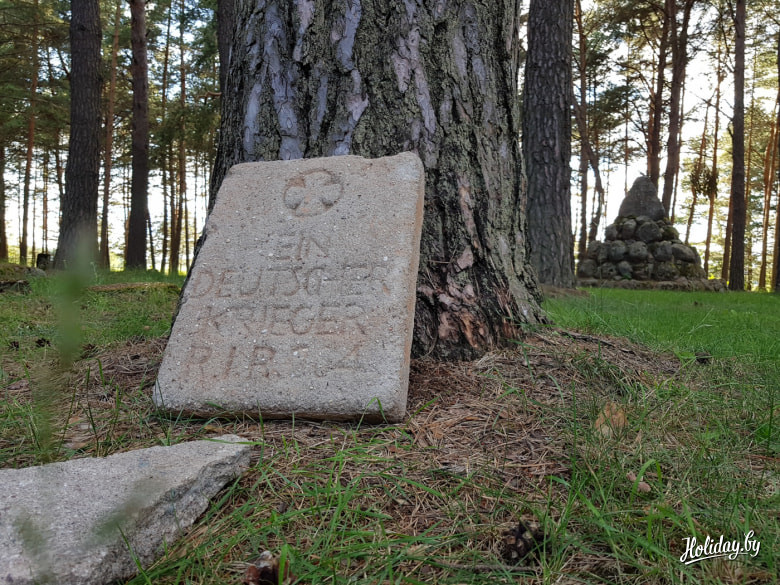 EIN
DEUTSCHER
KRIEGER
R.I.P.
Holiday.by